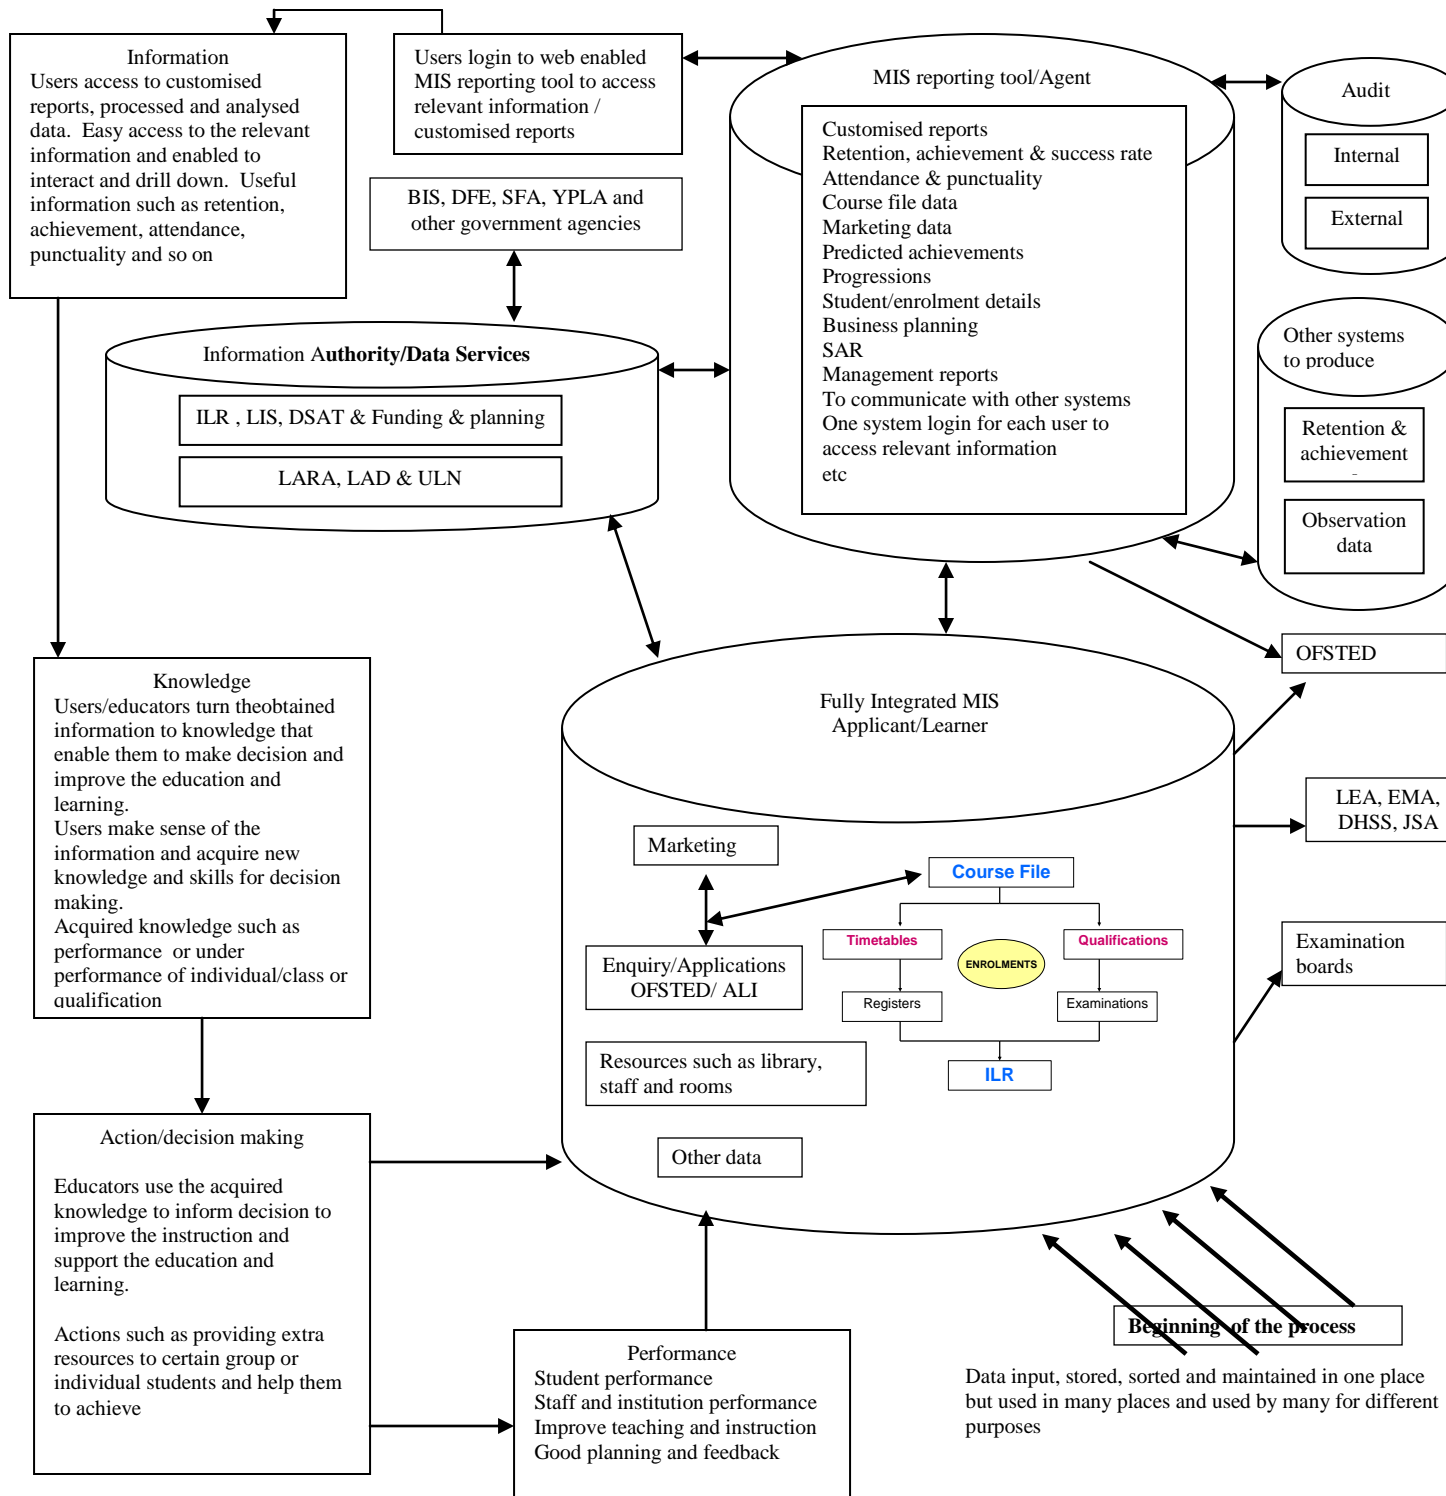 Information
Users access to customised
reports, processed and analysed
data.  Easy access to the relevant
information and enabled to
interact and drill down.  Useful
information such as retention,
achievement, attendance,
punctuality and so on
Users login to web enabled
MIS reporting tool to access
relevant information /
customised reports
BIS, DFE, SFA, YPLA and
other government agencies
MIS reporting tool/Agent
Customised reports
Retention, achievement & success rate
Attendance & punctuality
Course file data
Marketing data
Predicted achievements
Progressions
Student/enrolment details
Business planning
SAR
Management reports
To communicate with other systems
One system login for each user to
access relevant information
etc
Audit
Internal
External
Information Authority/Data Services
ILR , LIS, DSAT & Funding & planning
LARA, LAD & ULN
Other systems
to produce
Retention &
achievement
Observation
data
OFSTED
LEA, EMA,
DHSS, JSA
Examination
boards
Knowledge
Users/educators turn theobtained
information to knowledge that
enable them to make decision and
improve the education and
learning.
Users make sense of the
information and acquire new
knowledge and skills for decision
making.
Acquired knowledge such as
performance  or under
performance of individual/class or
qualification
Fully Integrated MIS
Applicant/Learner
Marketing
Course File
Timetables
Qualifications
ENROLMENTS
Enquiry/Applications
OFSTED/ ALI
Registers
Examinations
Resources such as library,
staff and rooms
ILR
Other data
Action/decision making
Educators use the acquired
knowledge to inform decision to
improve the instruction and
support the education and
learning.
Actions such as providing extra
resources to certain group or
individual students and help them
to achieve
Performance
Student performance
Staff and institution performance
Improve teaching and instruction
Good planning and feedback
Beginning  of the process
Data input, stored, sorted and maintained in one place
but used in many places and used by many for different
purposes